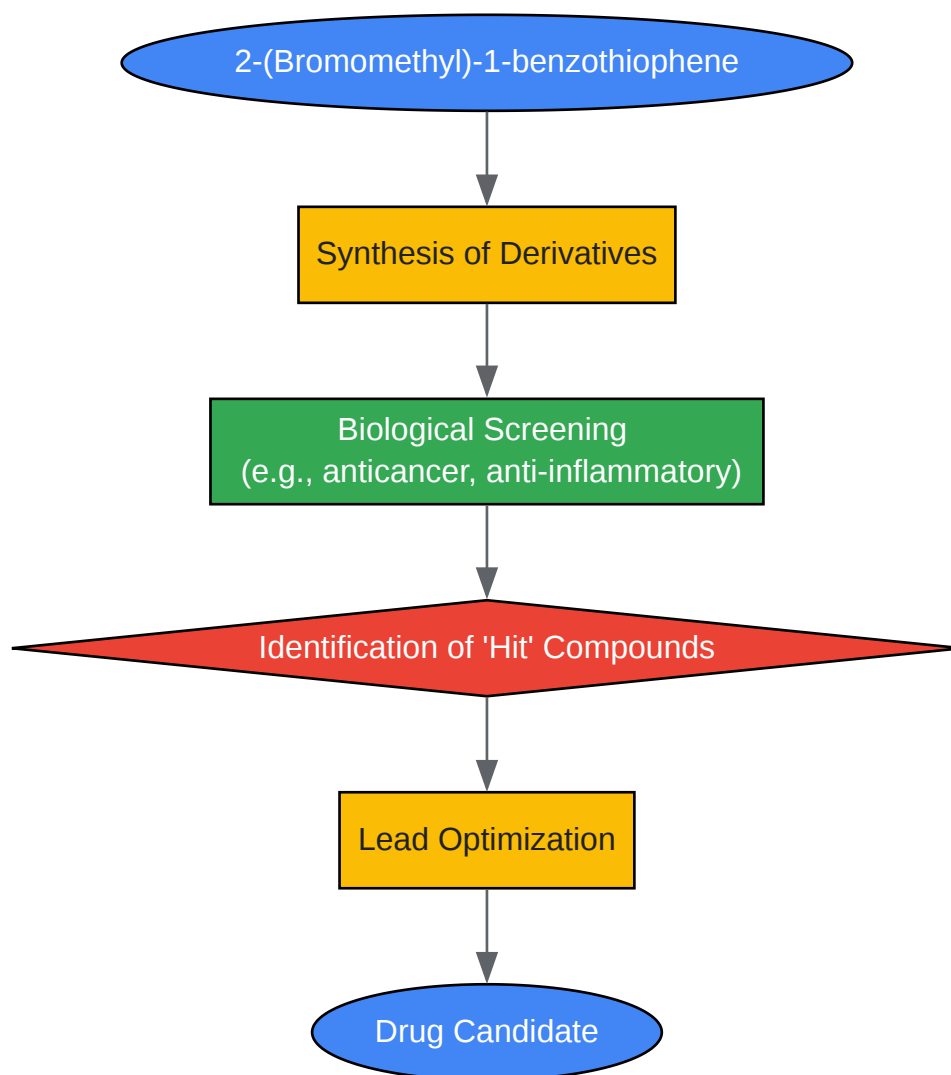 2-(Bromomethyl)-1-benzothiophene
Synthesis of Derivatives
Biological Screening
(e.g., anticancer, anti-inflammatory)
Identification of 'Hit' Compounds
Lead Optimization
Drug Candidate